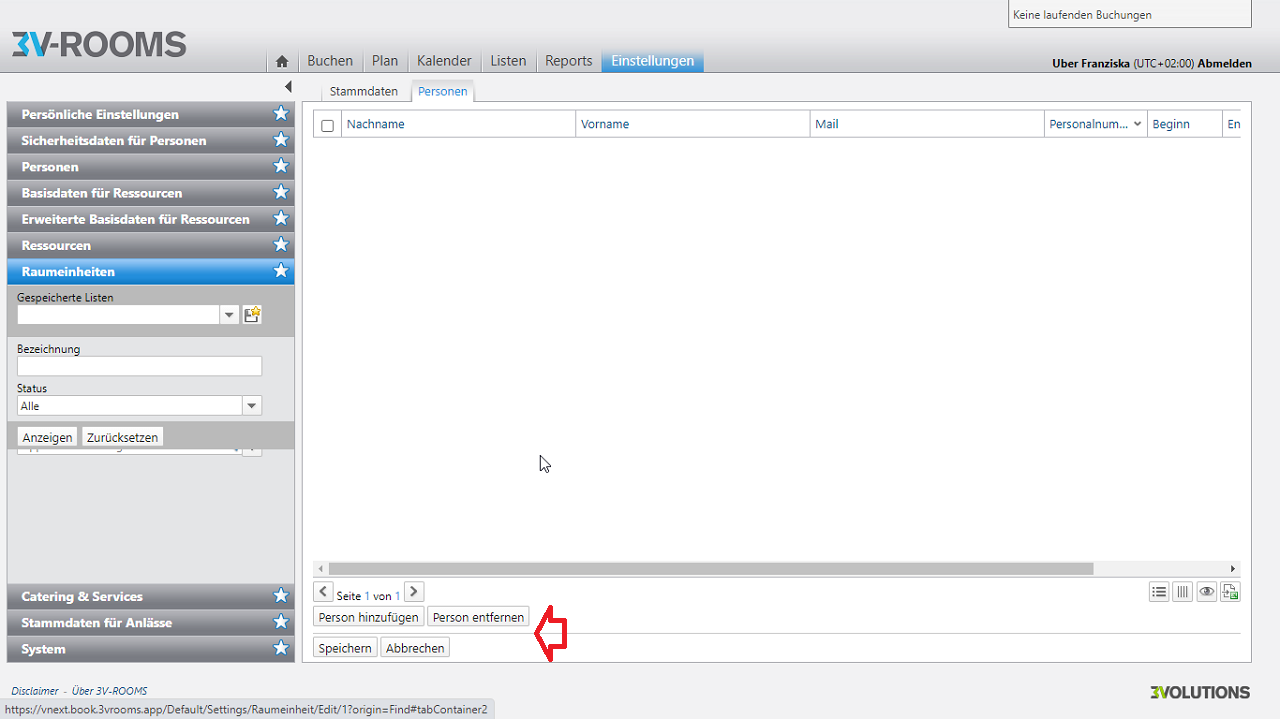 Keine laufenden Buchungen
3V-ROOMS
Buchen Plan Kalender Listen Reports Einstellungen
Uber Franziska (UTC+02:00) Abmelden
Stammdaten Personen
Persönliche Einstellungen
Sicherheitsdaten für Personen
Personen
Basisdaten für Ressourcen
Erweiterte Basisdaten für Ressourcen
Ressourcen
Raumeinheiten
Gespeicherte Listen
Bezeichnung
Status
Alle
Anzeigen Zurücksetzen
Catering & Services
Stammdaten für Anlässe
System
Nachname Vorname Mail Personalnum... Beginn En
Seite 1 von 1
Person hinzufügen Person entfernen
Speichern Abbrechen
Disclaimer - Über 3V-ROOMS
3VOLUTIONS
https://vnext.book.3vrooms.app/Default/Settings/Raumeinheit/Edit/1?origin=Find#tabContainer2